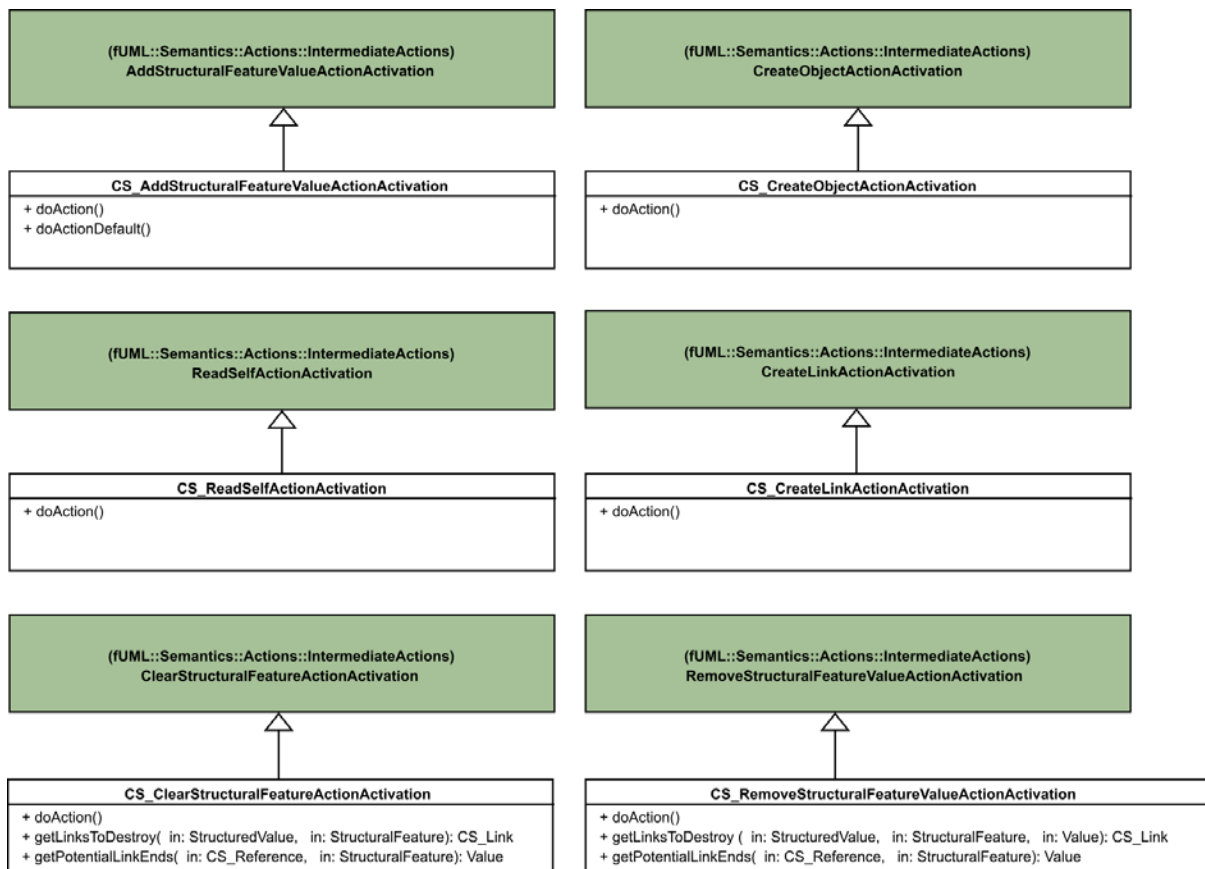 (fUML::Semantics::Actions::IntermediateActions)
AddStructuralFeatureValueActionActivation
(fUML::Semantics::Actions::IntermediateActions)
CreateObjectActionActivation
CS_AddStructuralFeatureValueActionActivation
+ doAction()
+ doActionDefault()
CS_CreateObjectActionActivation
+ doAction()
(fUML::Semantics::Actions::IntermediateActions)
ReadSelfActionActivation
(fUML::Semantics::Actions::IntermediateActions)
CreateLinkActionActivation
CS_ReadSelfActionActivation
+ doAction()
CS_CreateLinkActionActivation
+ doAction()
(fUML::Semantics::Actions::IntermediateActions)
ClearStructuralFeatureActionActivation
(fUML::Semantics::Actions::IntermediateActions)
RemoveStructuralFeatureValueActionActivation
CS_ClearStructuralFeatureActionActivation
+ doAction()
+ getLinksToDestroy( in: StructuredValue, in: StructuralFeature): CS_Link
+ getPotentialLinkEnds( in: CS_Reference, in: StructuralFeature): Value
CS_RemoveStructuralFeatureValueActionActivation
+ doAction()
+ getLinksToDestroy ( in: StructuredValue, in: StructuralFeature, in: Value): CS_Link
+ getPotentialLinkEnds( in: CS_Reference, in: StructuralFeature): Value